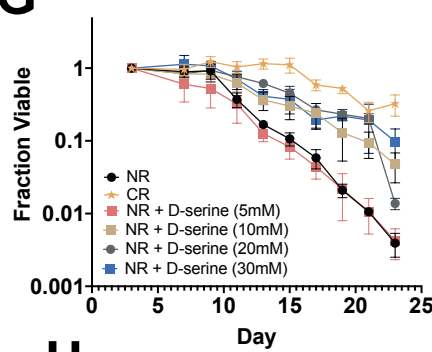 G
1
0.1
0.01
0.001
Fraction Viable
NR
CR
NR + D-serine (5mM)
NR + D-serine (10mM)
NR + D-serine (20mM)
NR + D-serine (30mM)
0 5 10 15 20 25
Day